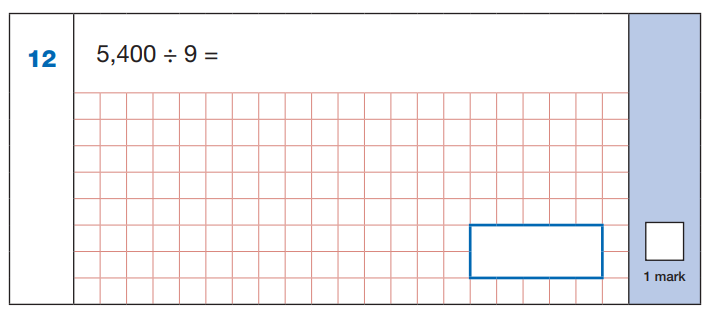 12
5,400 ÷ 9 =
1 mark